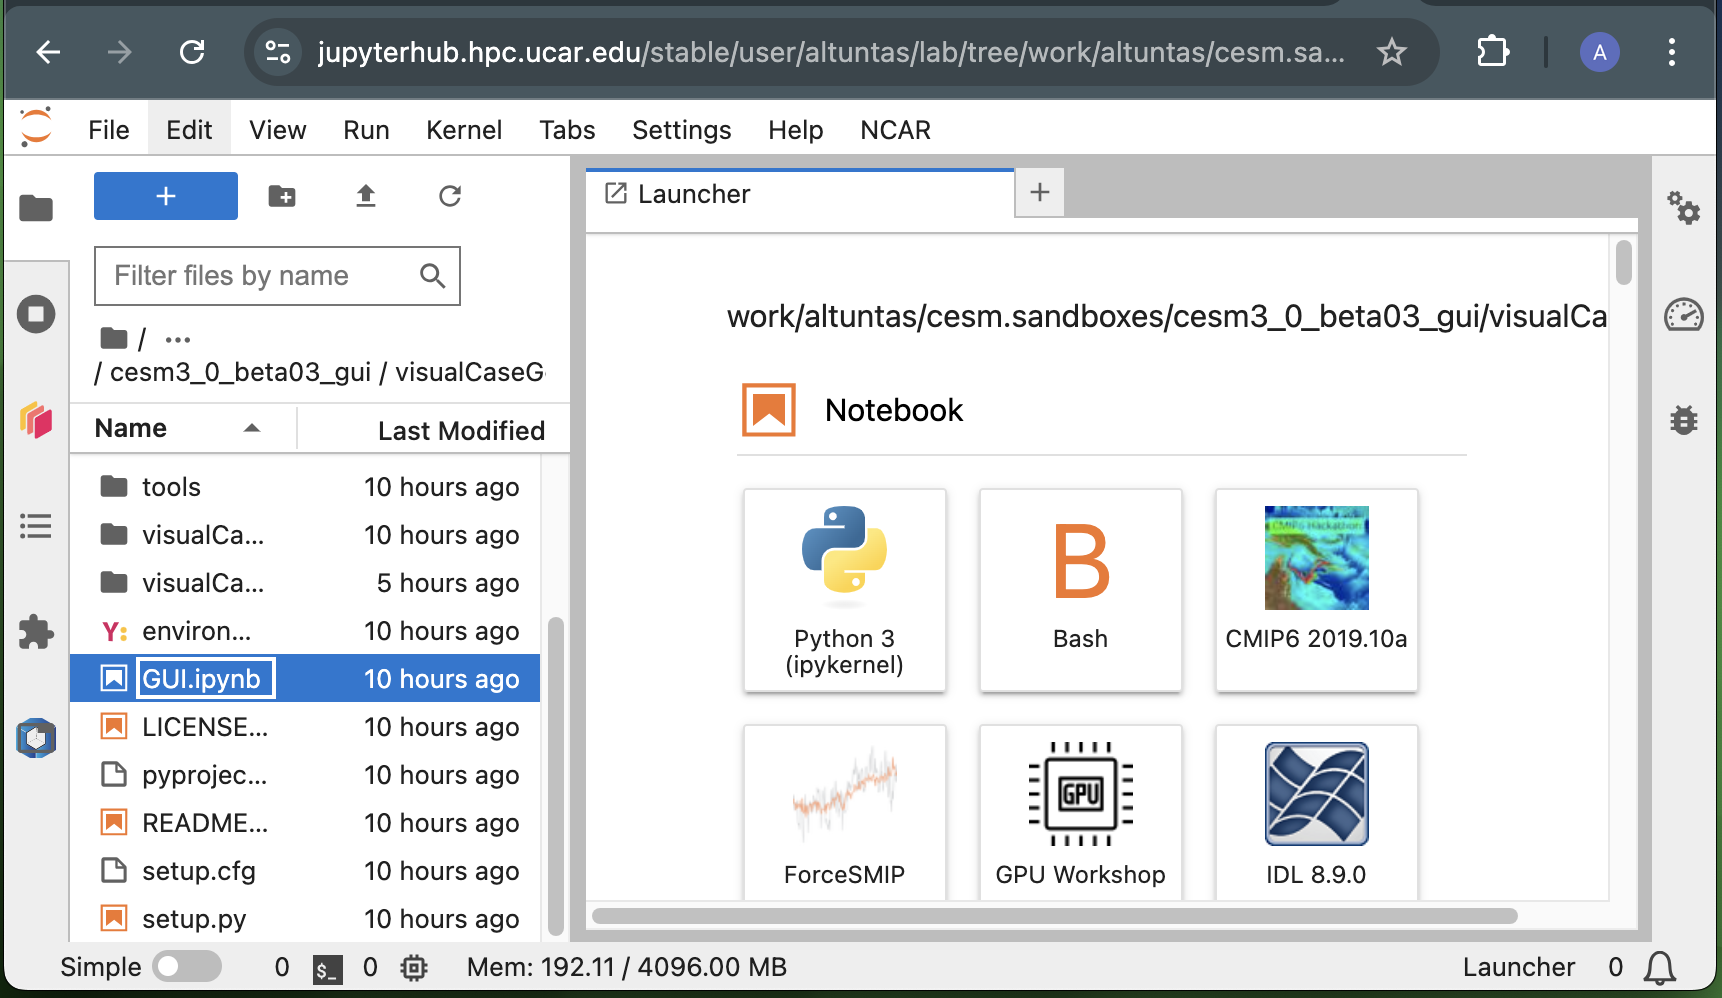 jupyterhub.hpc.ucar.edu/stable/user/altuntas/lab/tree/work/altuntas/cesm.sa...
A
File Edit View Run Kernel Tabs Settings Help NCAR
+
Filter files by name
/ ...
/ cesm3_0_beta03_gui / visualCaseG
Name Last Modified
tools 10 hours ago
visualCa... 10 hours ago
visualCa... 5 hours ago
Y: environ... 10 hours ago
GUI.ipynb 10 hours ago
LICENSE... 10 hours ago
pyprojec... 10 hours ago
README... 10 hours ago
setup.cfg 10 hours ago
setup.py 10 hours ago
Launcher +
work/altuntas/cesm.sandboxes/cesm3_0_beta03_gui/visualCa
Notebook
Python 3
(ipykernel)
B
Bash
CMIP6 Hackathon
CMIP6 2019.10a
ForceSMIP
GPU
GPU Workshop
IDL 8.9.0
Simple 0 $_ 0 Mem: 192.11 / 4096.00 MB Launcher 0